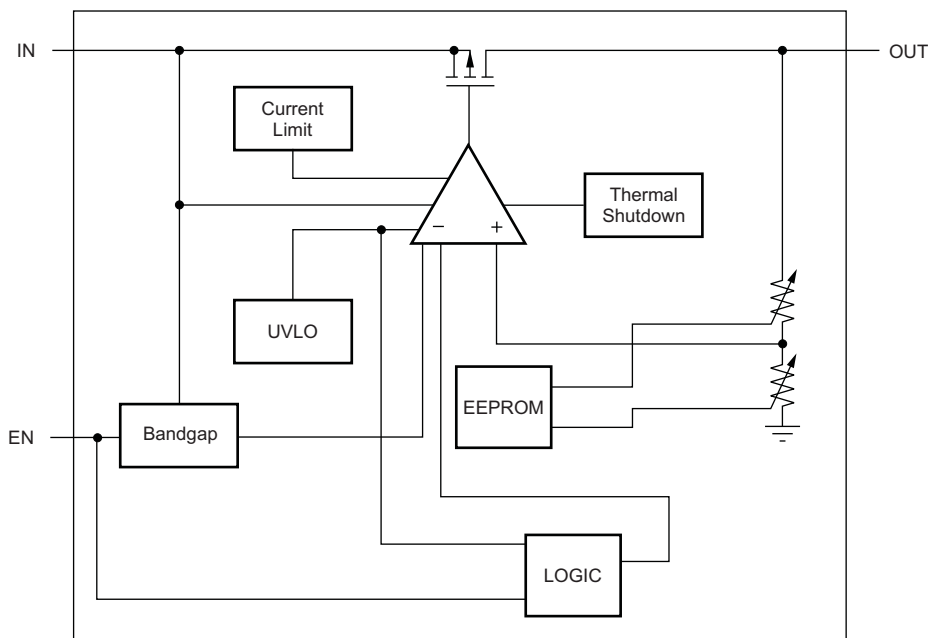 IN
OUT
Current
Limit
Thermal
Shutdown
−
+
UVLO
EEPROM
EN
Bandgap
LOGIC